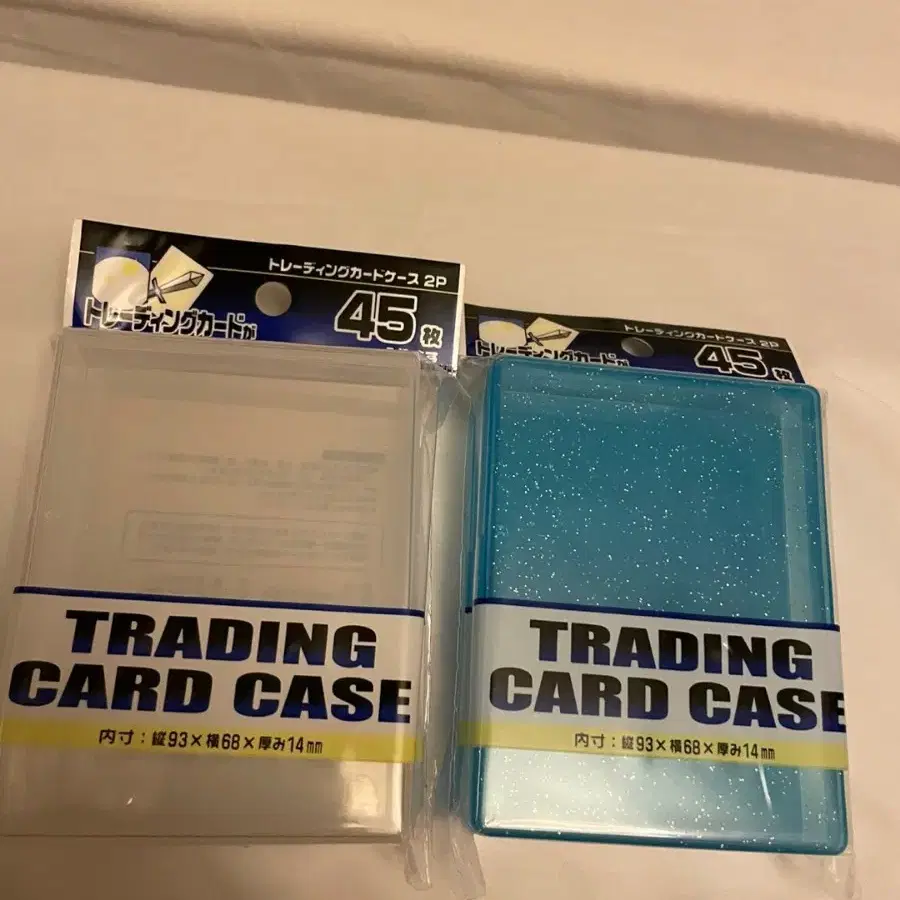 トレーディングカードケース 2P
トレーディングカードが
45枚
TRADING
CARD CASE
内寸：縦93×横68×厚み14mm
トレーディングカードケース 2P
トレーディングカードが
45枚
TRADING
CARD CASE
内寸：縦93×横68×厚み14mm